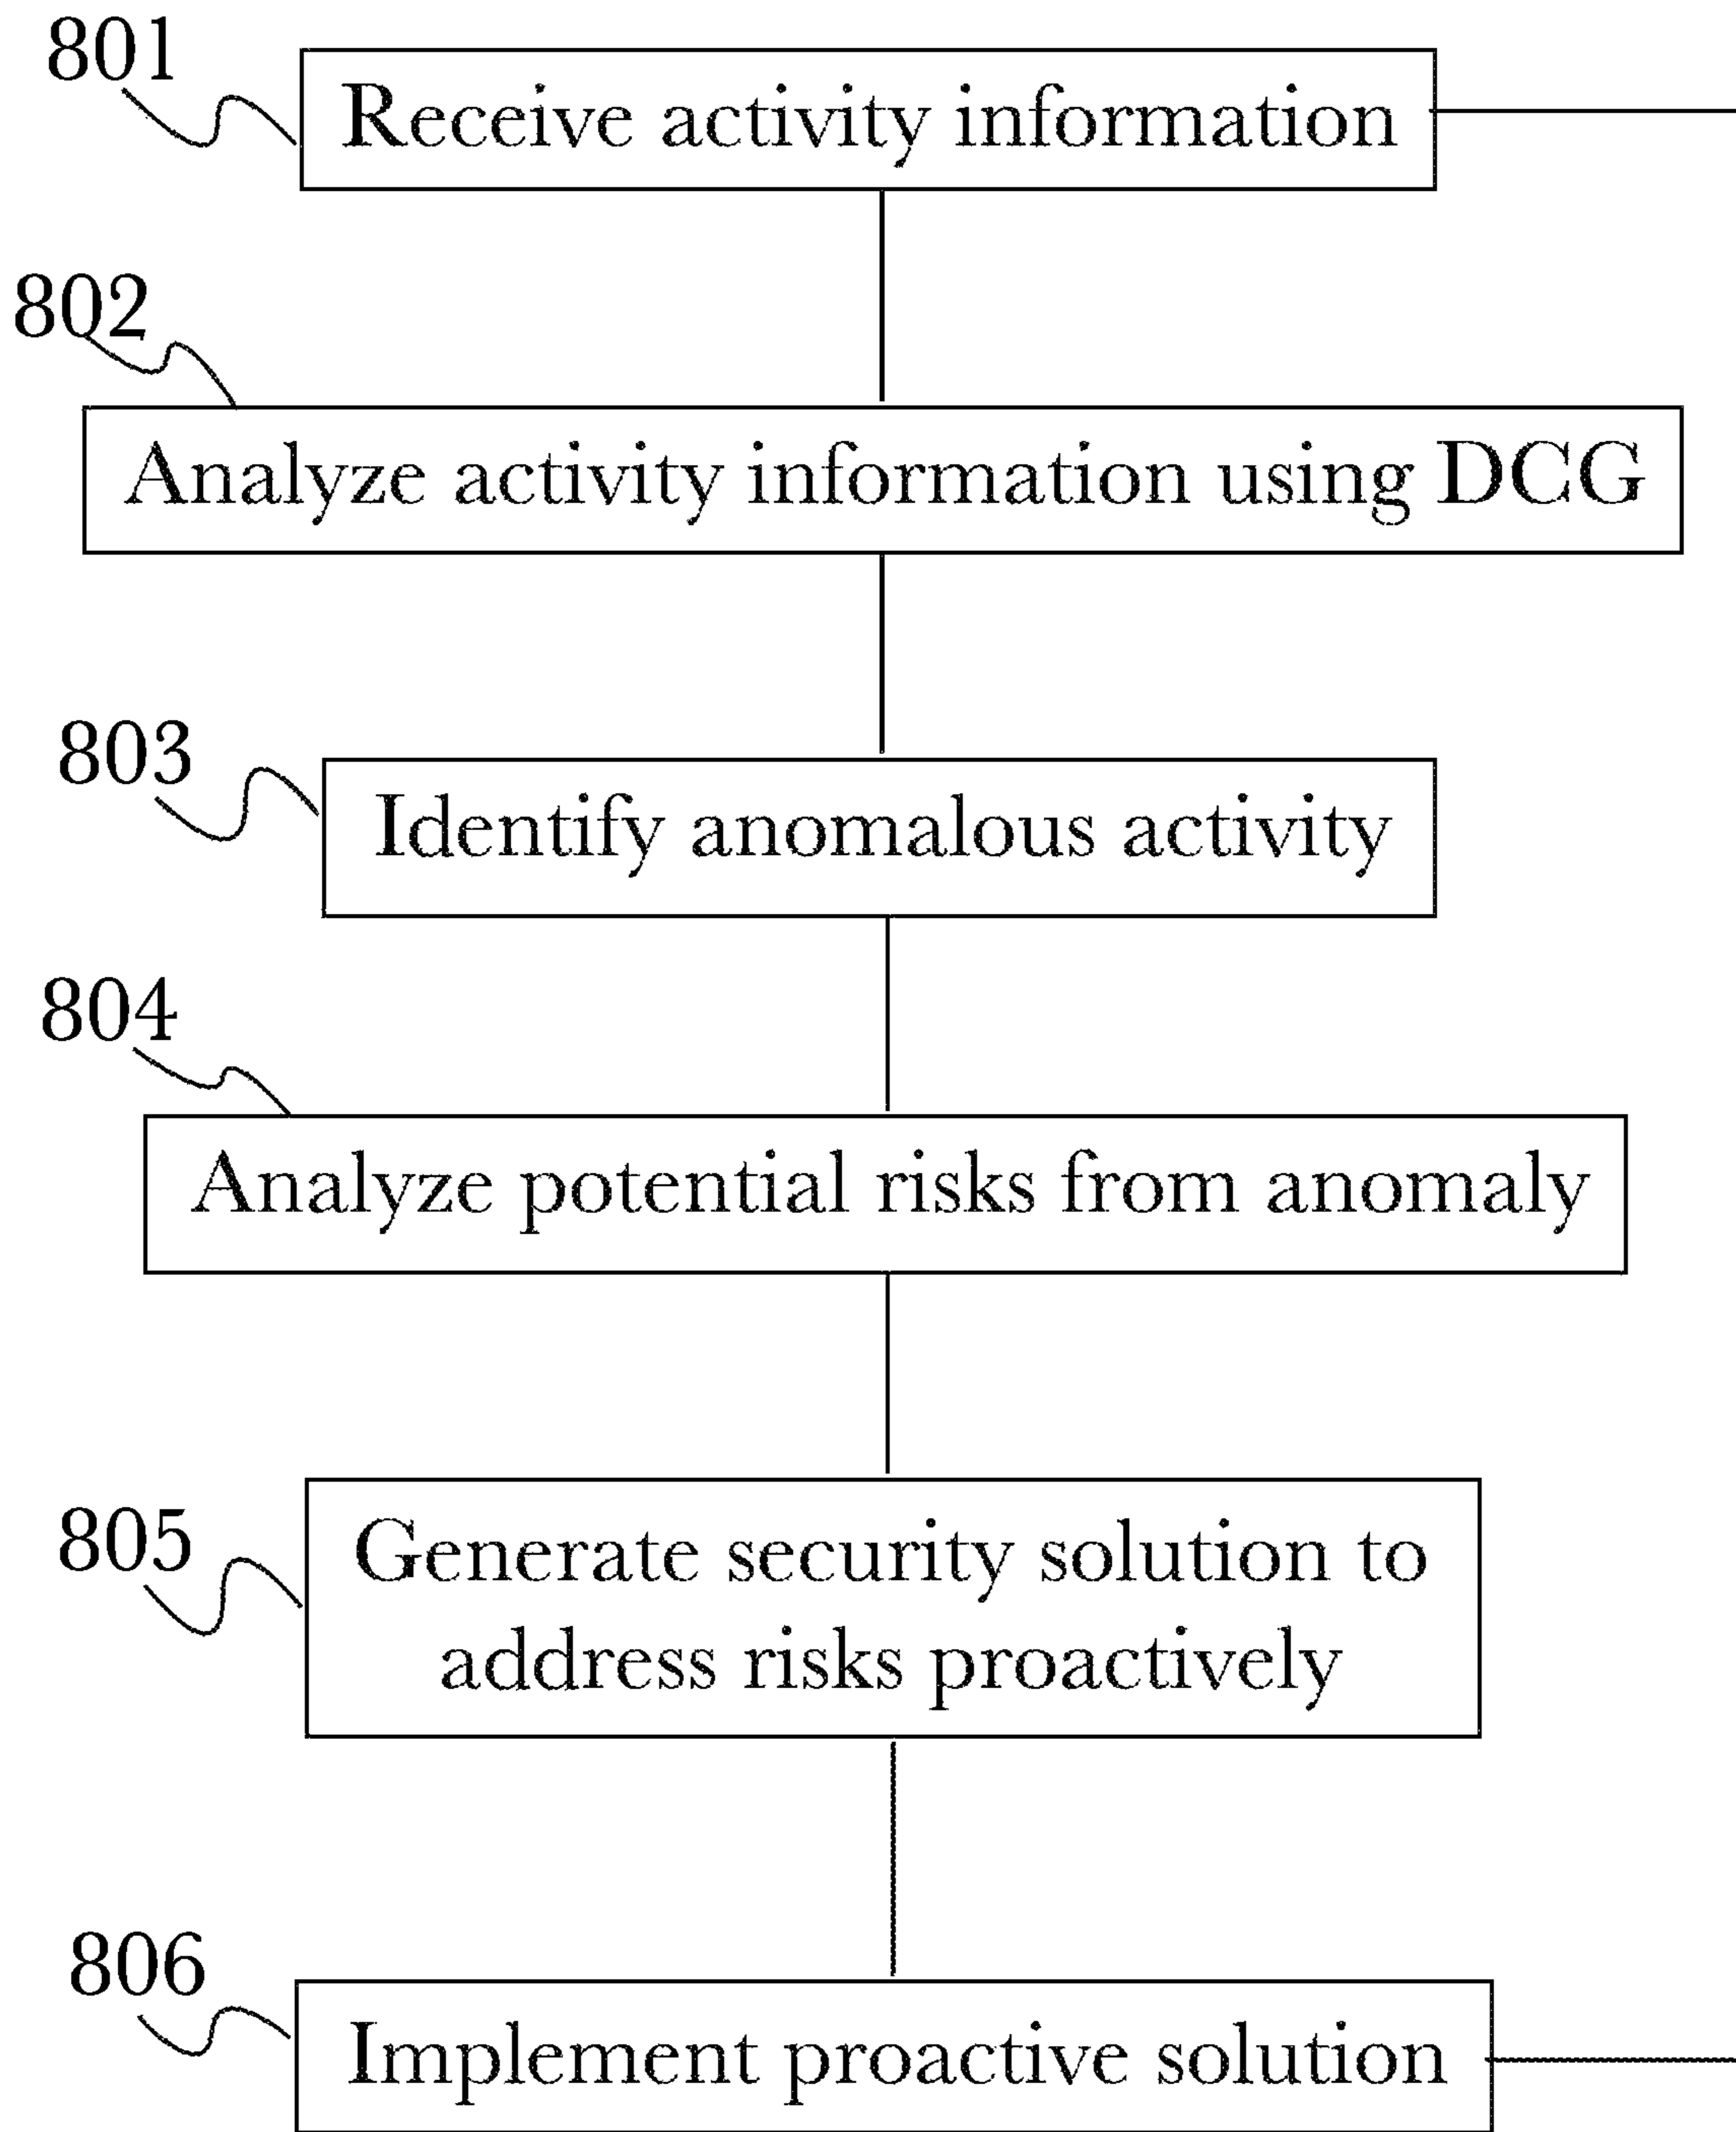 801
Receive activity information
802
Analyze activity information using DCG
803
Identify anomalous activity
804
Analyze potential risks from anomaly
805
Generate security solution to
address risks proactively
806
Implement proactive solution